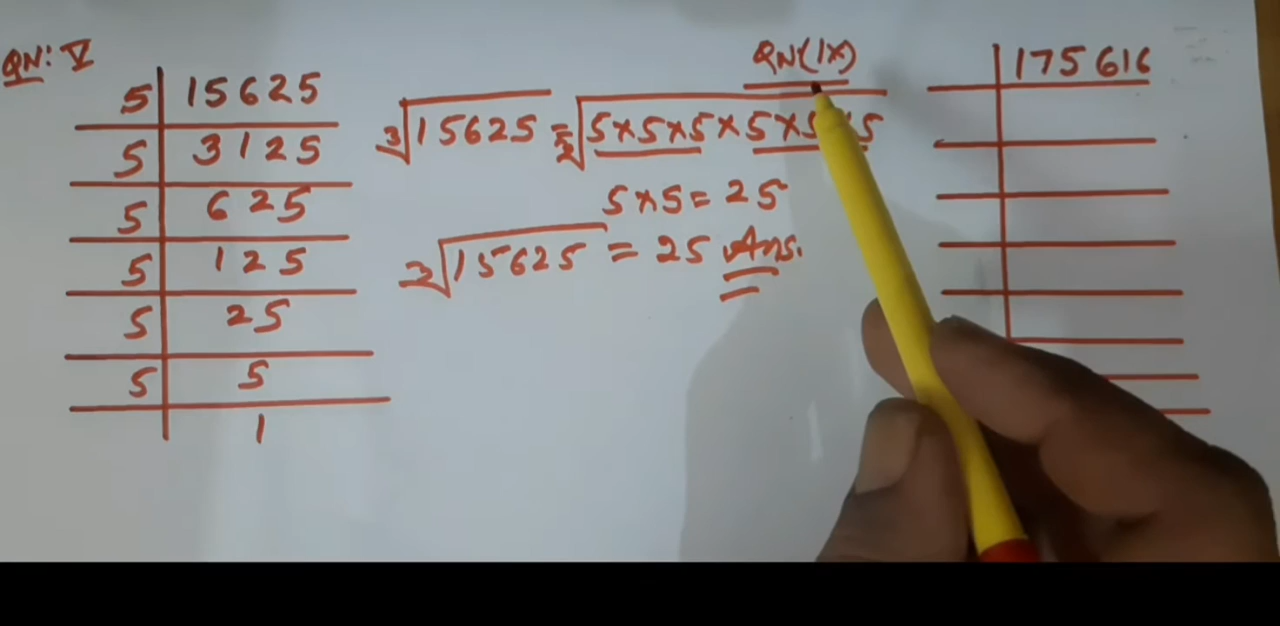 QN: V
5 | 15625
5 | 3125
5 | 625
5 | 125
5 | 25
5 | 5
1
∛15625 = ∛5×5×5×5×5×5
5×5=25
∛15625 = 25 Ans.
QN(IX)
175616